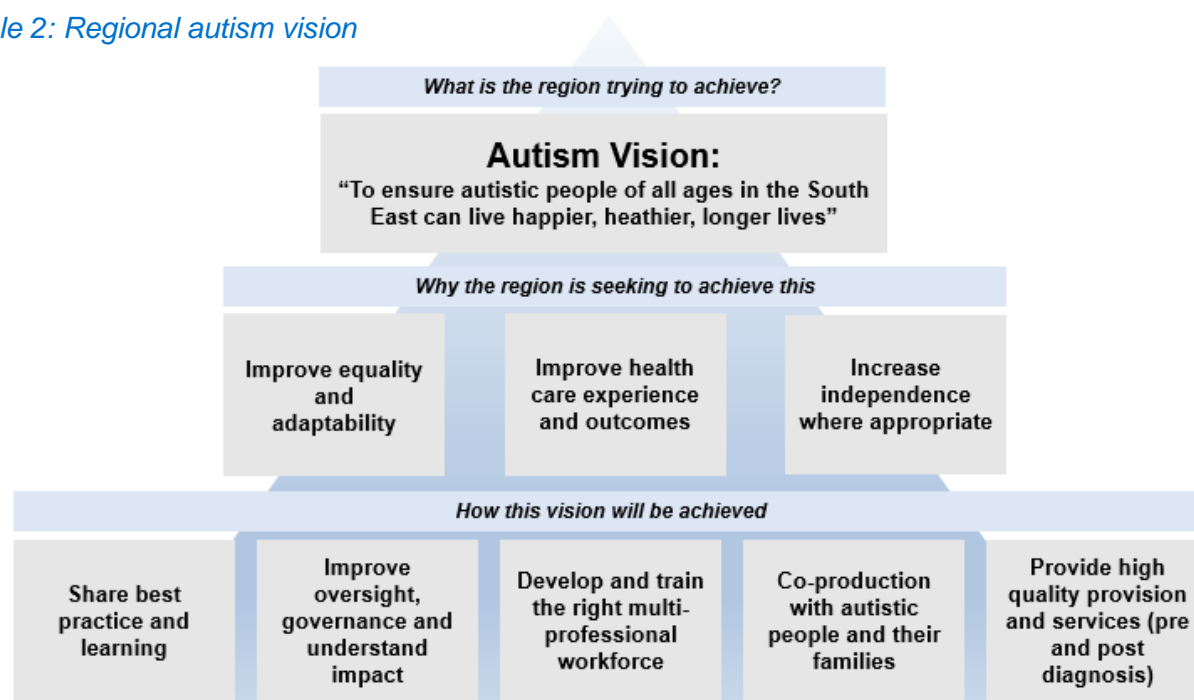 le 2: Regional autism vision
What is the region trying to achieve?
Autism Vision:
“To ensure autistic people of all ages in the South
East can live happier, heathier, longer lives”
Why the region is seeking to achieve this
Improve equality
and
adaptability
Improve health
care experience
and outcomes
Increase
independence
where appropriate
How this vision will be achieved
Share best
practice and
learning
Improve
oversight,
governance and
understand
impact
Develop and train
the right multi-
professional
workforce
Co-production
with autistic
people and their
families
Provide high
quality provision
and services (pre
and post
diagnosis)